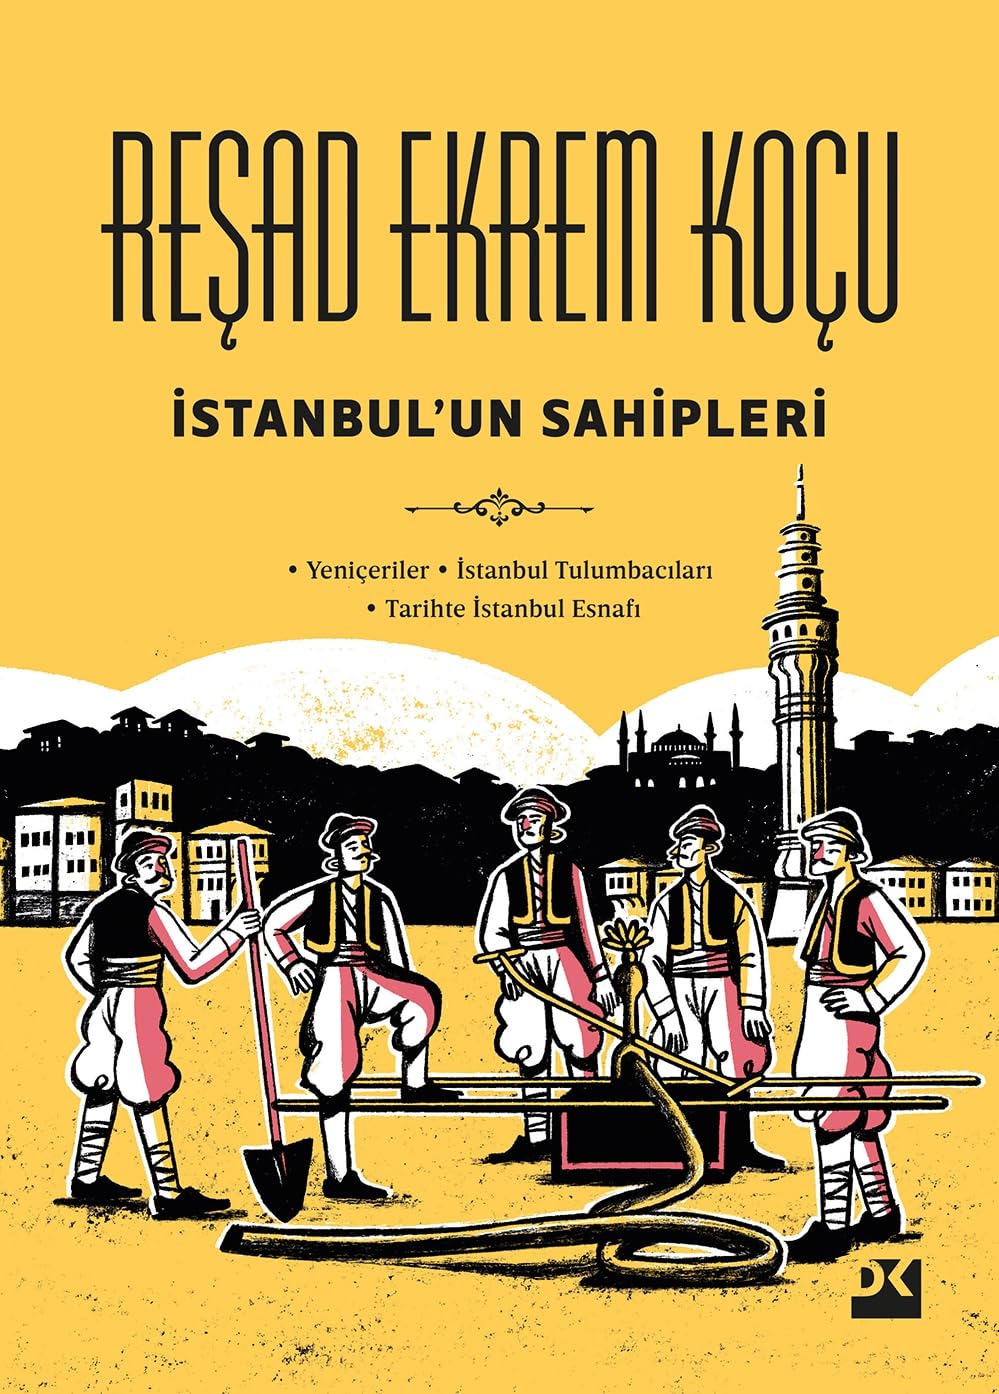 REŞAD EKREM KOÇU
İSTANBUL'UN SAHİPLERİ
• Yeniçeriler • İstanbul Tulumbacıları
• Tarihte İstanbul Esnafı
DK